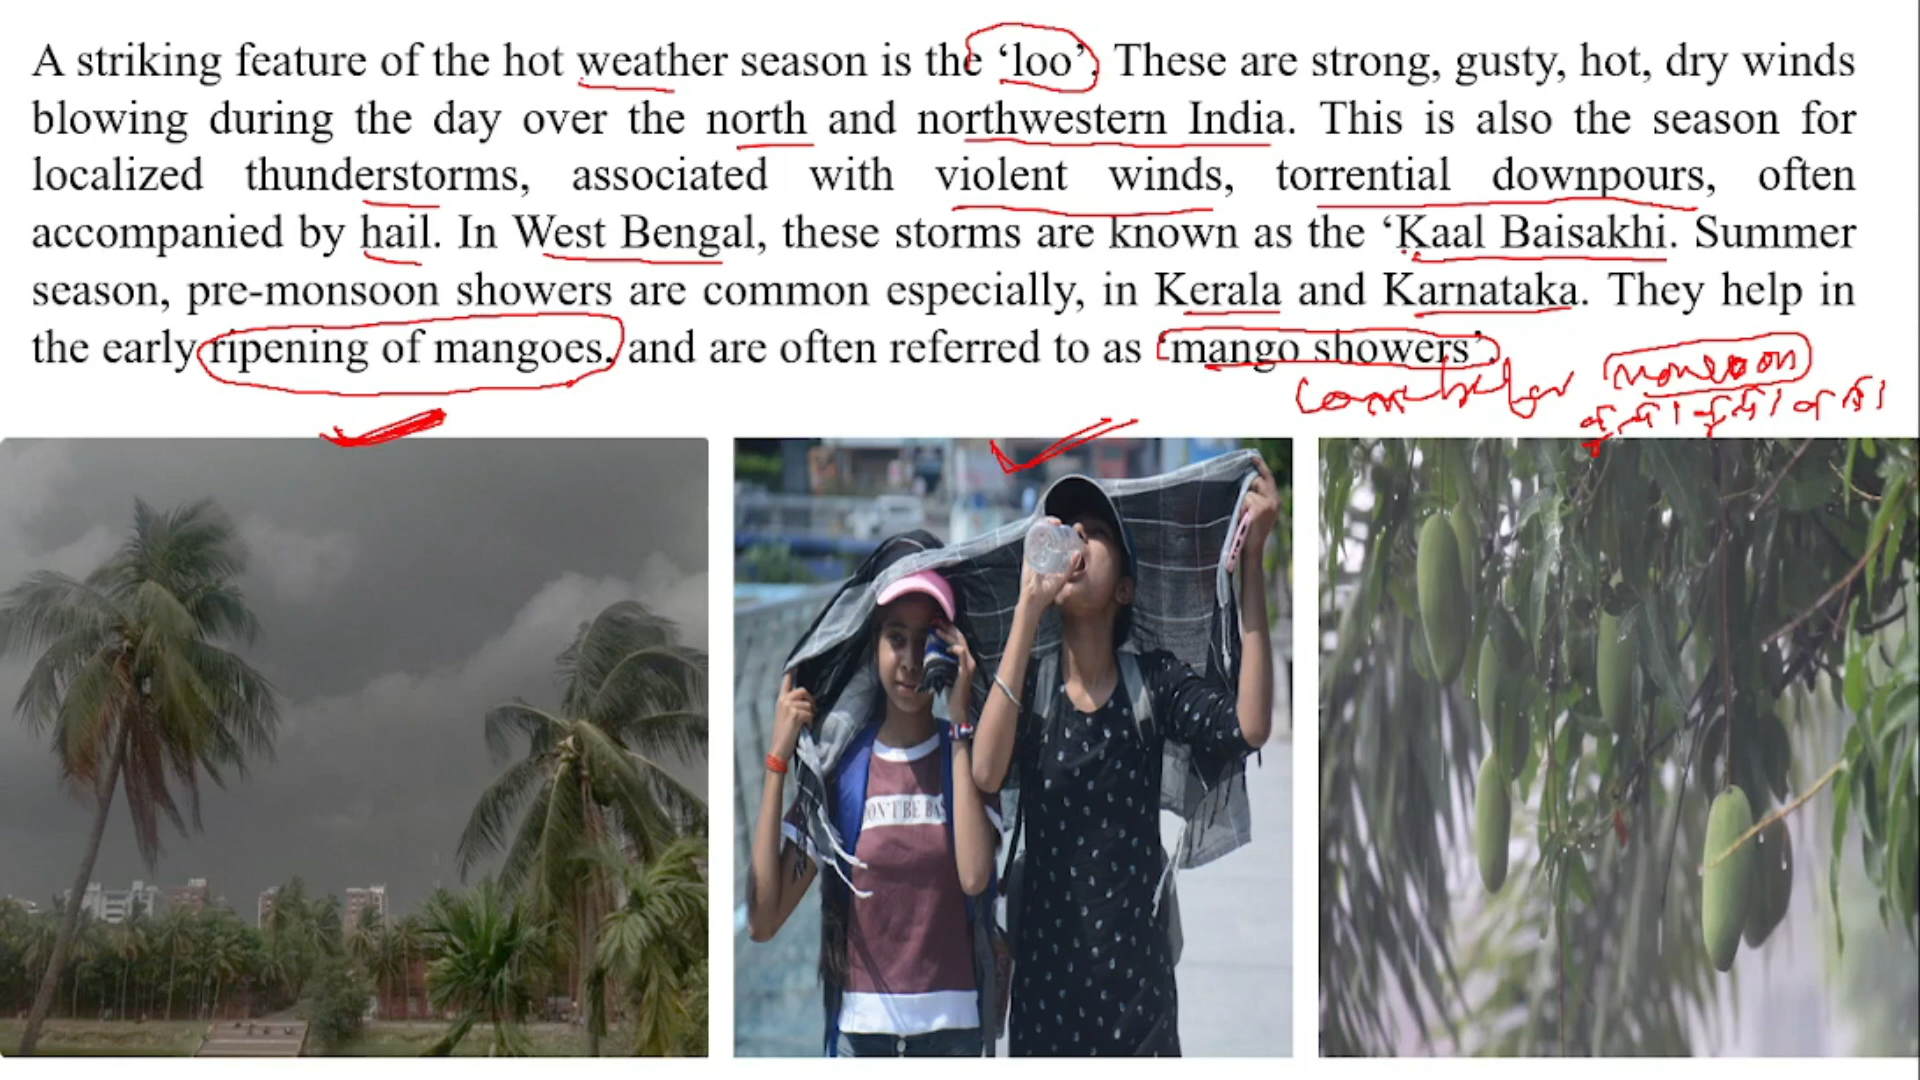 A striking feature of the hot weather season is the ‘loo’. These are strong, gusty, hot, dry winds
blowing during the day over the north and northwestern India. This is also the season for
localized thunderstorms, associated with violent winds, torrential downpours, often
accompanied by hail. In West Bengal, these storms are known as the ‘Kaal Baisakhi. Summer
season, pre-monsoon showers are common especially, in Kerala and Karnataka. They help in
the early ripening of mangoes, and are often referred to as ‘mango showers’.
monsoon